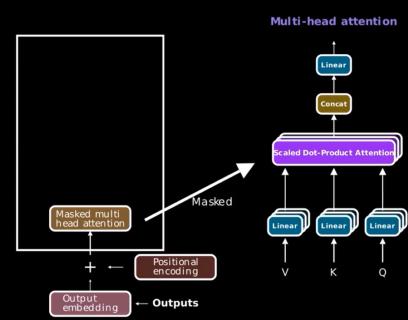 Multi-head attention
Linear
Concat
Scaled Dot-Product Attention
Linear
Linear
Linear
V
K
Q
Masked
Masked multi
head attention
+
Positional
encoding
Output
embedding
Outputs